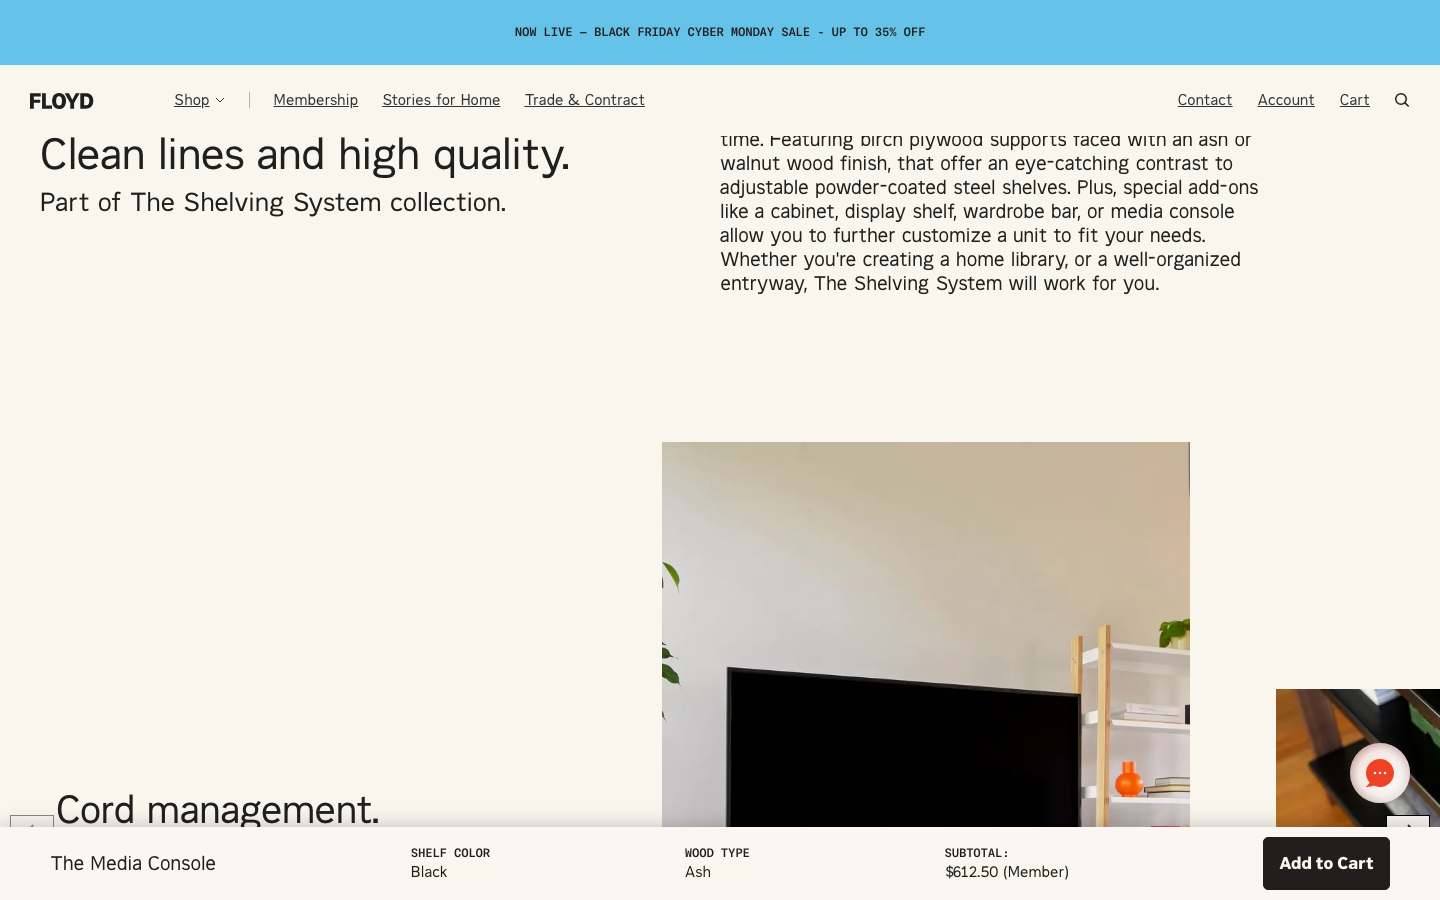 NOW LIVE — BLACK FRIDAY CYBER MONDAY SALE - UP TO 35% OFF
FLOYD
Shop
Membership
Stories for Home
Trade & Contract
Contact
Account
Cart
Clean lines and high quality.
Part of The Shelving System collection.
time. Featuring birch plywood supports faced with an ash or
walnut wood finish, that offer an eye-catching contrast to
adjustable powder-coated steel shelves. Plus, special add-ons
like a cabinet, display shelf, wardrobe bar, or media console
allow you to further customize a unit to fit your needs.
Whether you're creating a home library, or a well-organized
entryway, The Shelving System will work for you.
Cord management.
The Media Console
SHELF COLOR
Black
WOOD TYPE
Ash
SUBTOTAL:
$612.50 (Member)
Add to Cart